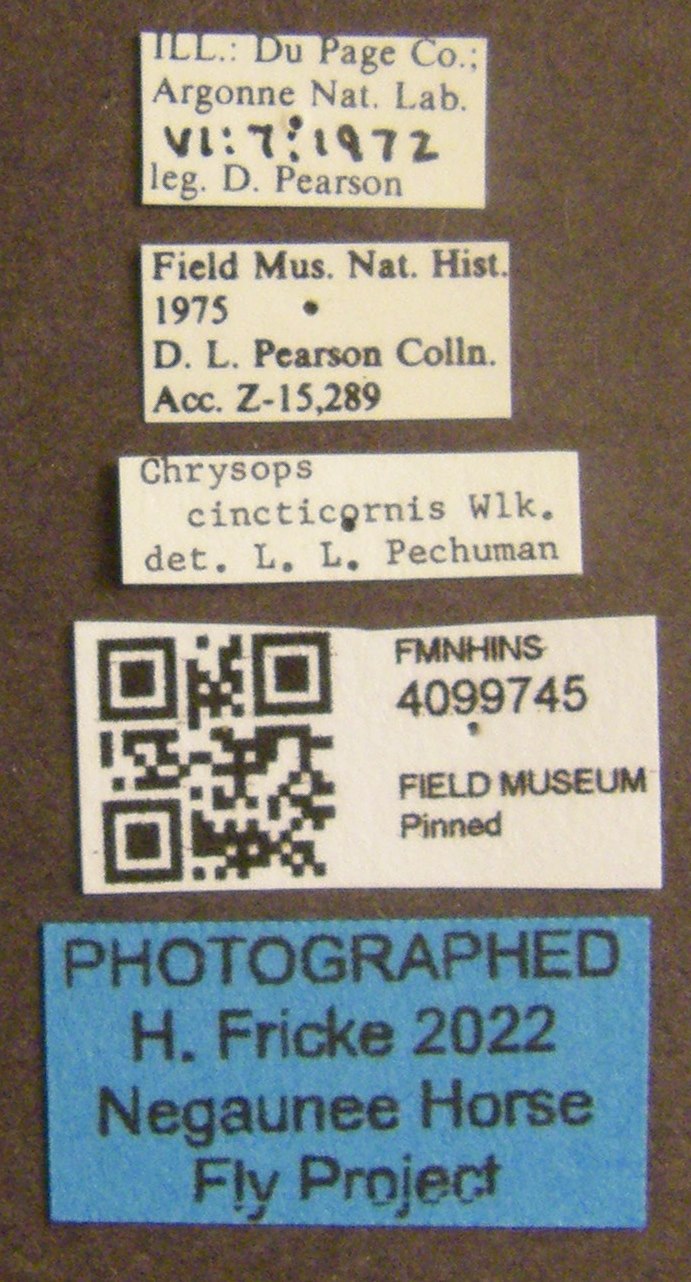 ILL.: Du Page Co.;
Argonne Nat. Lab.
VI:7:1972
leg. D. Pearson
Field Mus. Nat. Hist.
1975
D. L. Pearson Colln.
Acc. Z-15,289
Chrysops
cincticornis Wlk.
det. L. L. Pechuman
FMNHINS
4099745
FIELD MUSEUM
Pinned
PHOTOGRAPHED
H. Fricke 2022
Negaunee Horse
Fly Project